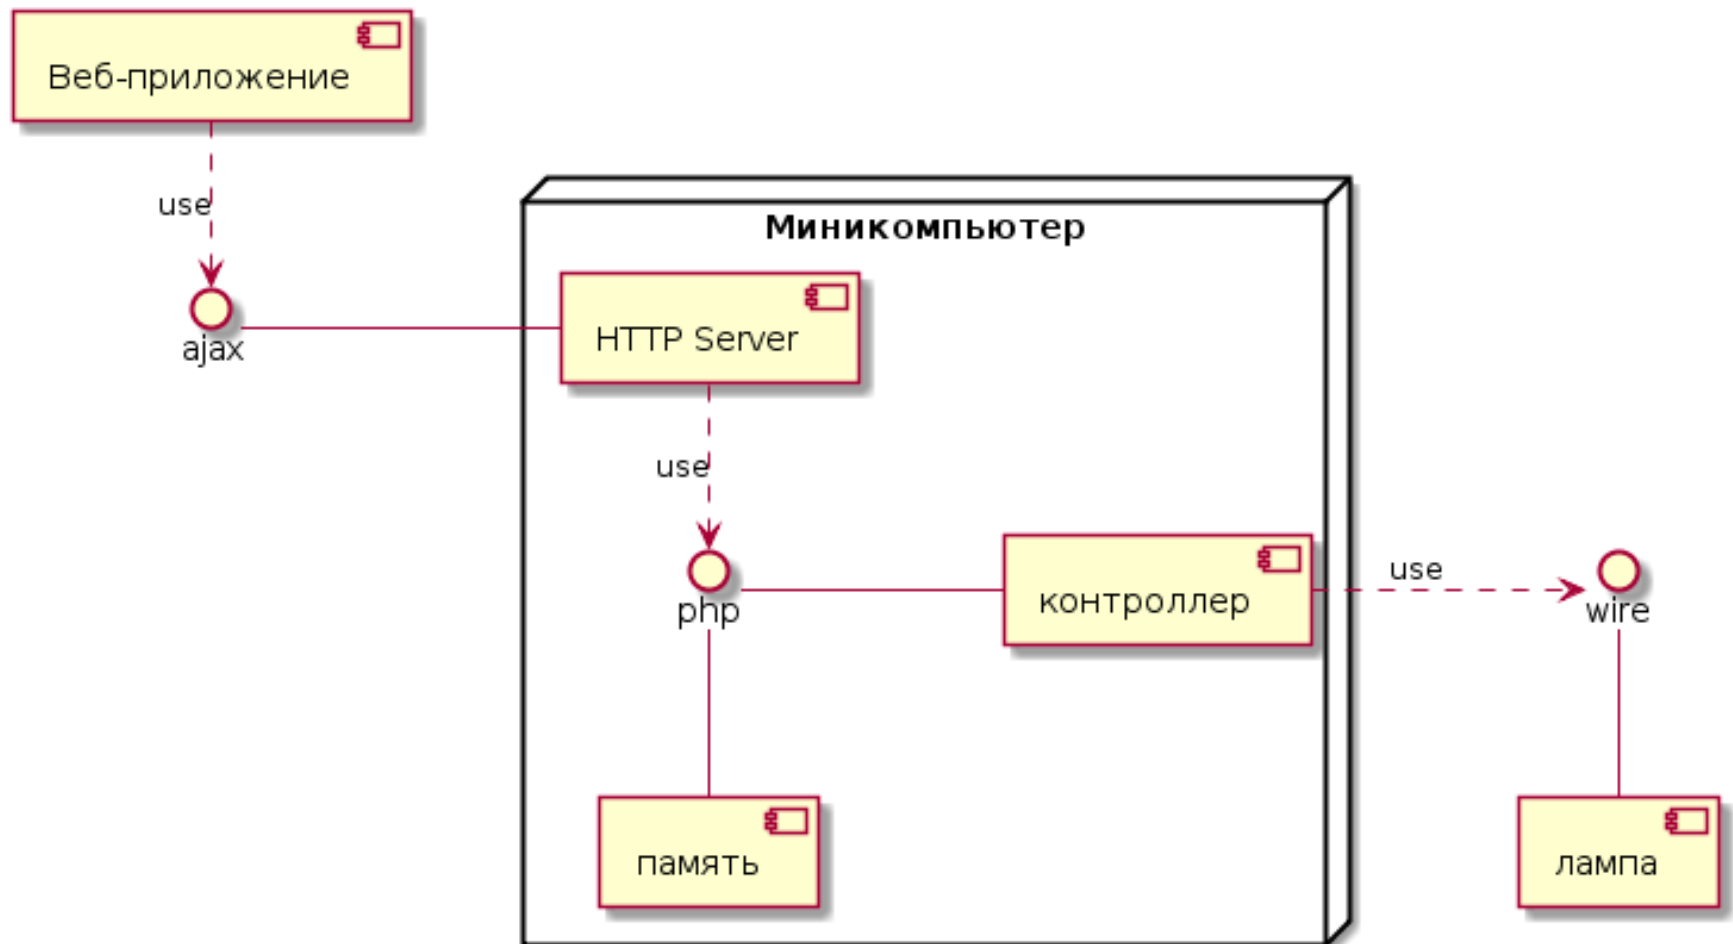 Веб-приложение
use
ajax
Миникомпьютер
HTTP Server
use
php
контроллер
use
wire
память
лампа